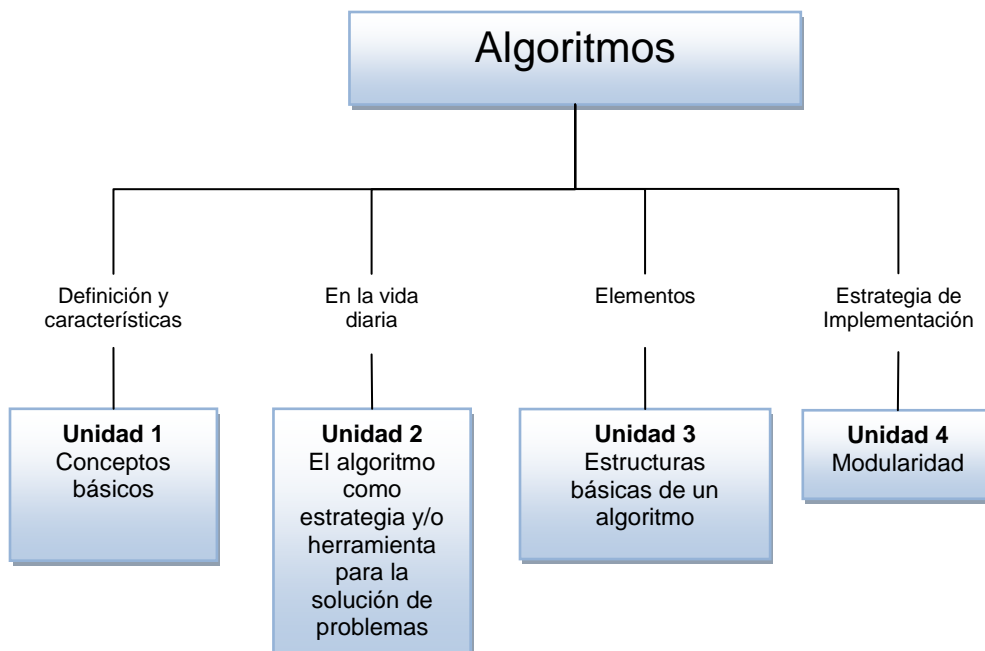 Algoritmos
Definición y
características
En la vida
diaria
Elementos
Estrategia de
Implementación
Unidad 1
Conceptos
básicos
Unidad 2
El algoritmo
como
estrategia y/o
herramienta
para la
solución de
problemas
Unidad 3
Estructuras
básicas de un
algoritmo
Unidad 4
Modularidad